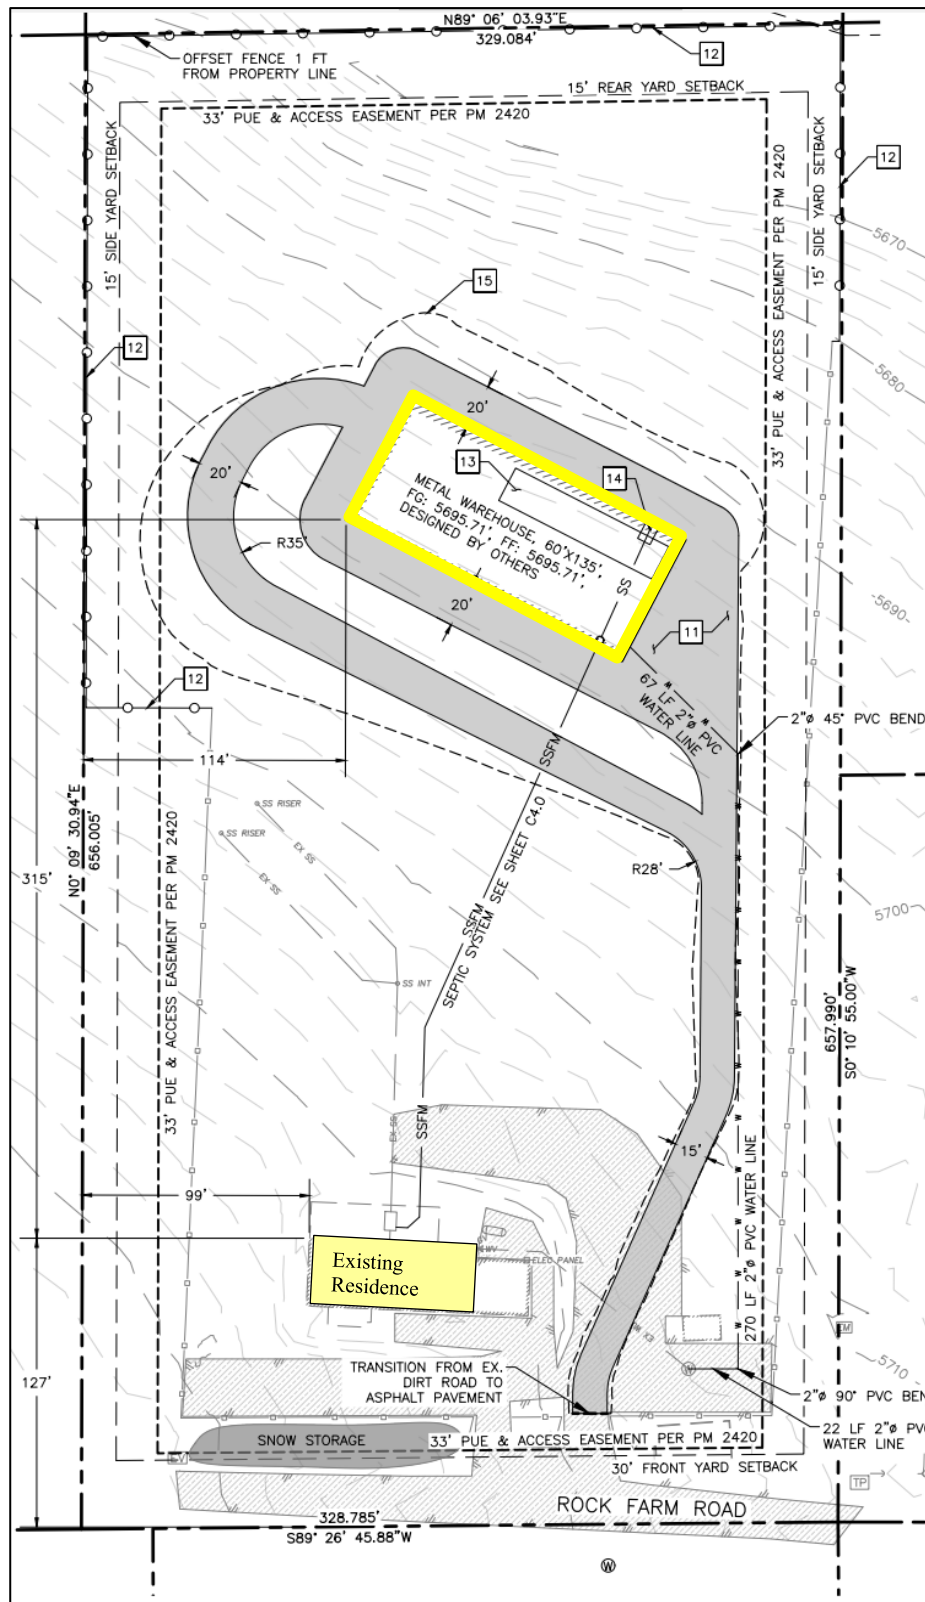 N89° 06' 03.93"E
329.084'
12
OFFSET FENCE 1 FT
FROM PROPERTY LINE
15' REAR YARD SETBACK
33' PUE & ACCESS EASEMENT PER PM 2420
15' SIDE YARD SETBACK
33' PUE & ACCESS EASEMENT PER PM 2420
15' SIDE YARD SETBACK
12
5670
15
12
5680
20'
20'
13
14
METAL WAREHOUSE, 60'X135',
FG: 5695.71', FF: 5695.71',
DESIGNED BY OTHERS
R35'
SS
20'
11
5690
12
67 LF 2"ø PVC
WATER LINE
2"ø 45° PVC BEND
114'
SSFM
N0° 09' 30.94"E
656.005'
SS RISER
SS RISER
EX SS
EX SS
33' PUE & ACCESS EASEMENT PER PM 2420
315'
R28'
5700
SSFM
SEPTIC SYSTEM SEE SHEET C4.0
SS INT
657.990'
S0° 10' 55.00"W
EX SS
SSFM
15'
99'
270 LF 2"ø PVC WATER LINE
Existing
Residence
ELEC PANEL
5710
127'
TRANSITION FROM EX.
DIRT ROAD TO
ASPHALT PAVEMENT
W
2"ø 90° PVC BEN
22 LF 2"ø PV
WATER LINE
SNOW STORAGE
33' PUE & ACCESS EASEMENT PER PM 2420
30' FRONT YARD SETBACK
TP
ROCK FARM ROAD
328.785'
S89° 26' 45.88"W
W